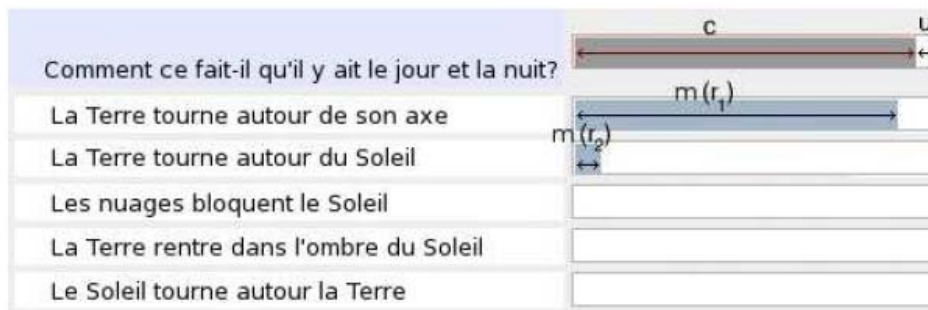 c
u
Comment ce fait-il qu'il y ait le jour et la nuit?
m(r₁)
La Terre tourne autour de son axe
m(r₂)
La Terre tourne autour du Soleil
Les nuages bloquent le Soleil
La Terre rentre dans l'ombre du Soleil
Le Soleil tourne autour la Terre